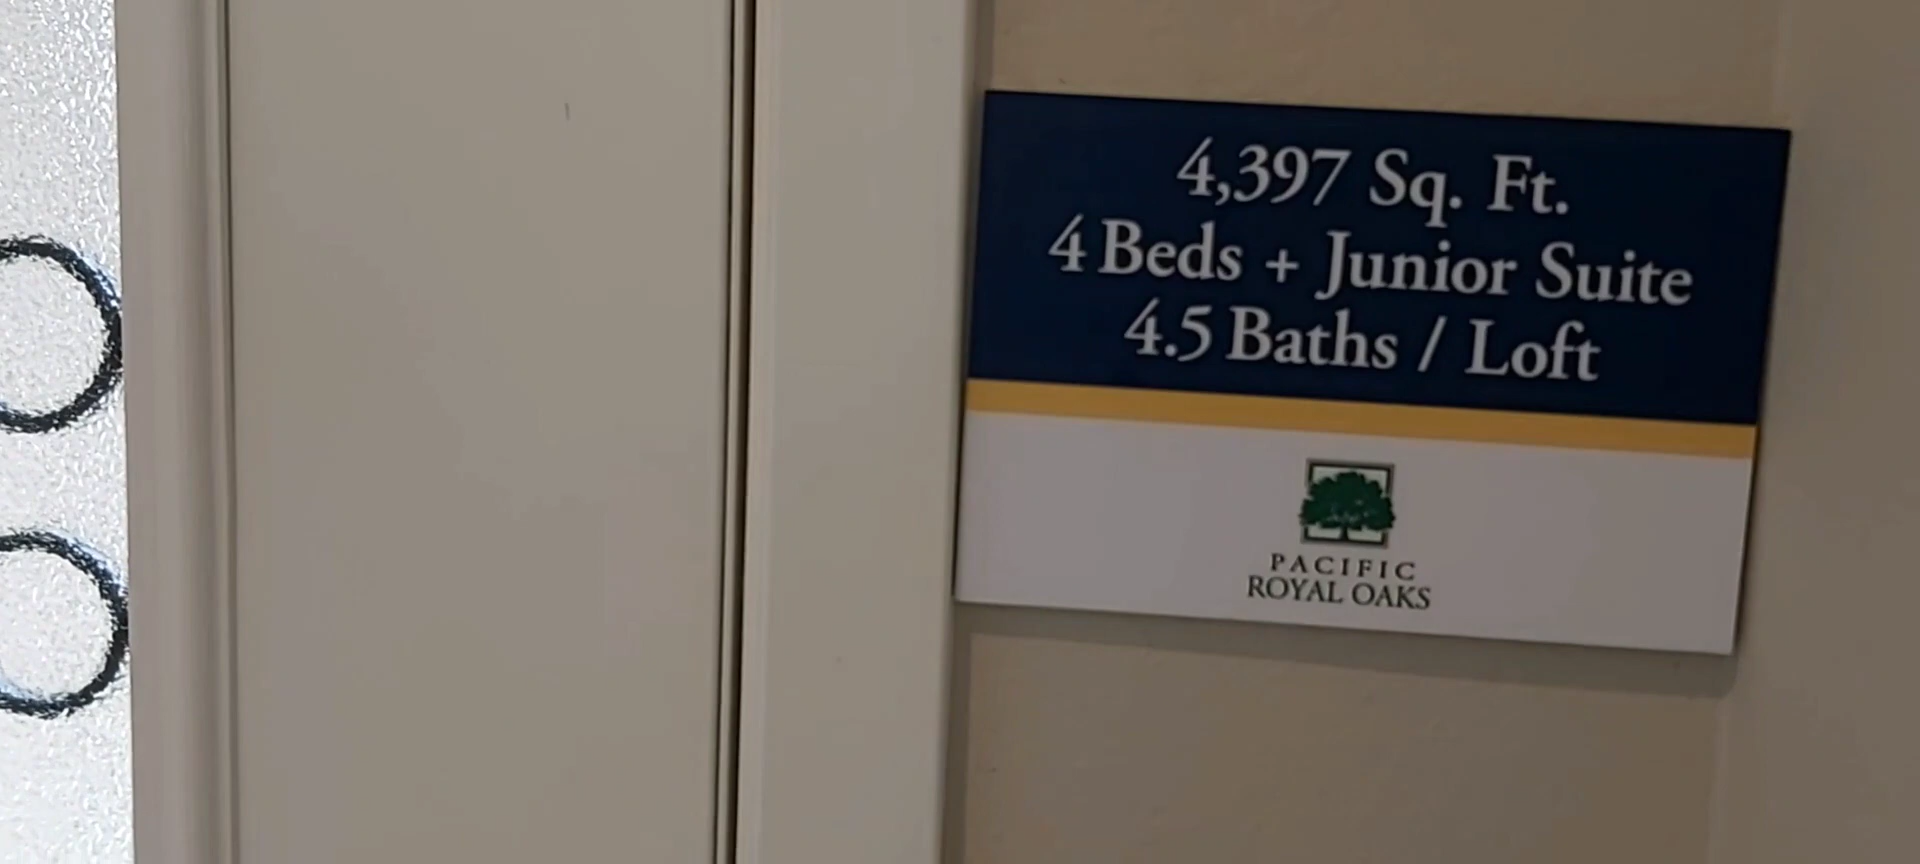 4,397 Sq. Ft.
4 Beds + Junior Suite
4.5 Baths / Loft
PACIFIC
ROYAL OAKS